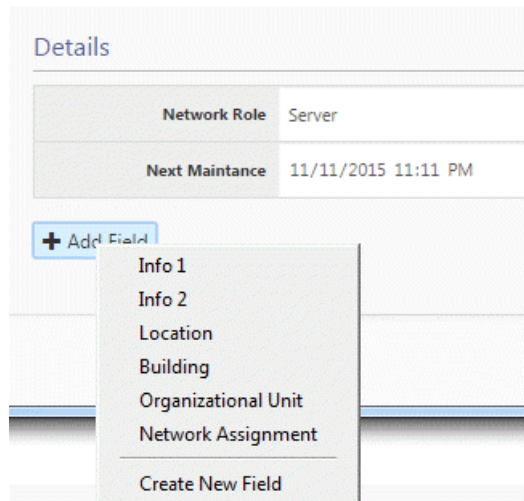 Details
Network Role Server
Next Maintance 11/11/2015 11:11 PM
Add Field
Info 1
Info 2
Location
Building
Organizational Unit
Network Assignment
Create New Field